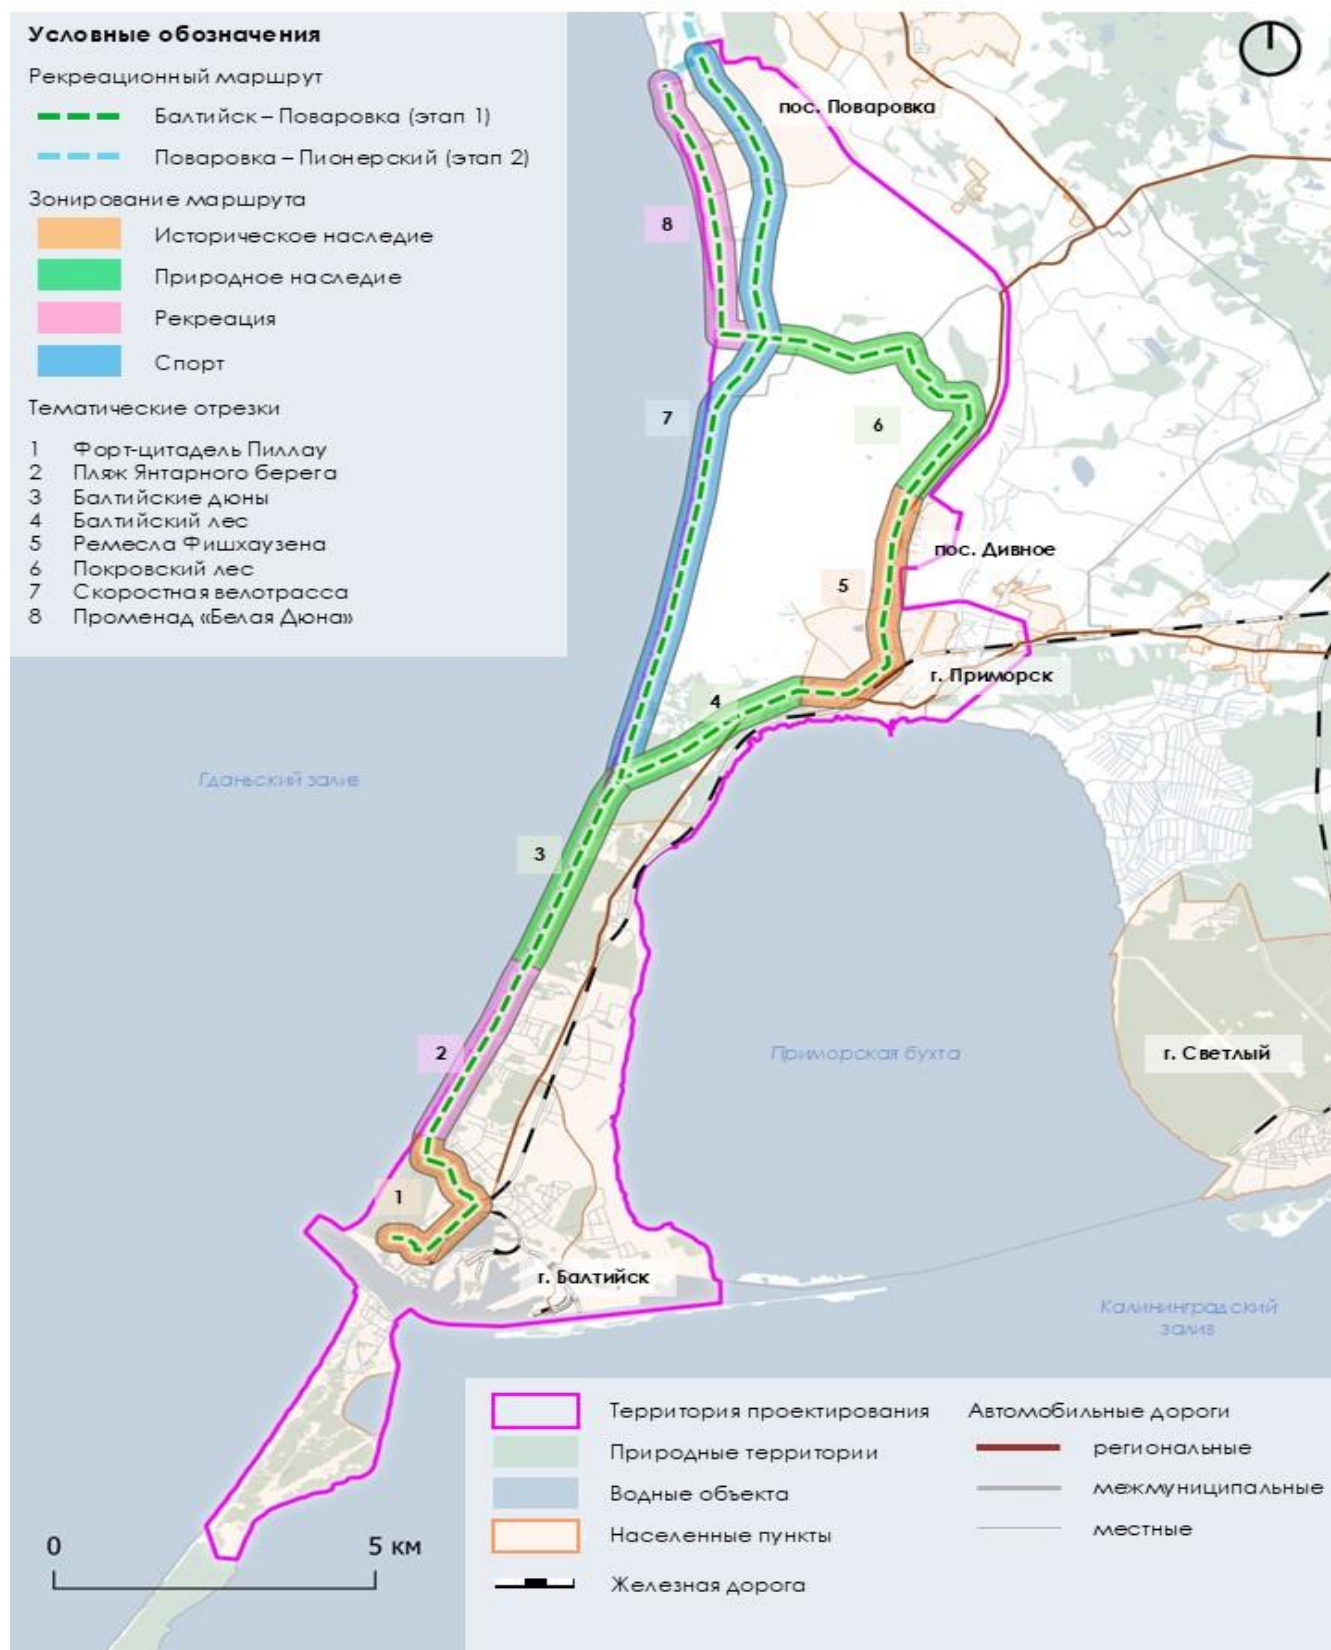 Условные обозначения
Рекреационный маршрут
Балтийск – Поваровка (этап 1)
Поваровка – Пионерский (этап 2)
Зонирование маршрута
Историческое наследие
Природное наследие
Рекреация
Спорт
Тематические отрезки
1 Форт-цитадель Пиллау
2 Пляж Янтарного берега
3 Балтийские дюны
4 Балтийский лес
5 Ремесла Фишхаузена
6 Покровский лес
7 Скоростная велотрасса
8 Променад «Белая Дюна»
пос. Поваровка
8
7
6
пос. Дивное
5
г. Приморск
4
Гданьский залив
3
2
Приморская бухта
г. Светлый
1
г. Балтийск
Калининградский
залив
Территория проектирования
Природные территории
Водные объекта
Населенные пункты
Железная дорога
Автомобильные дороги
региональные
межмуниципальные
местные
0 5 км